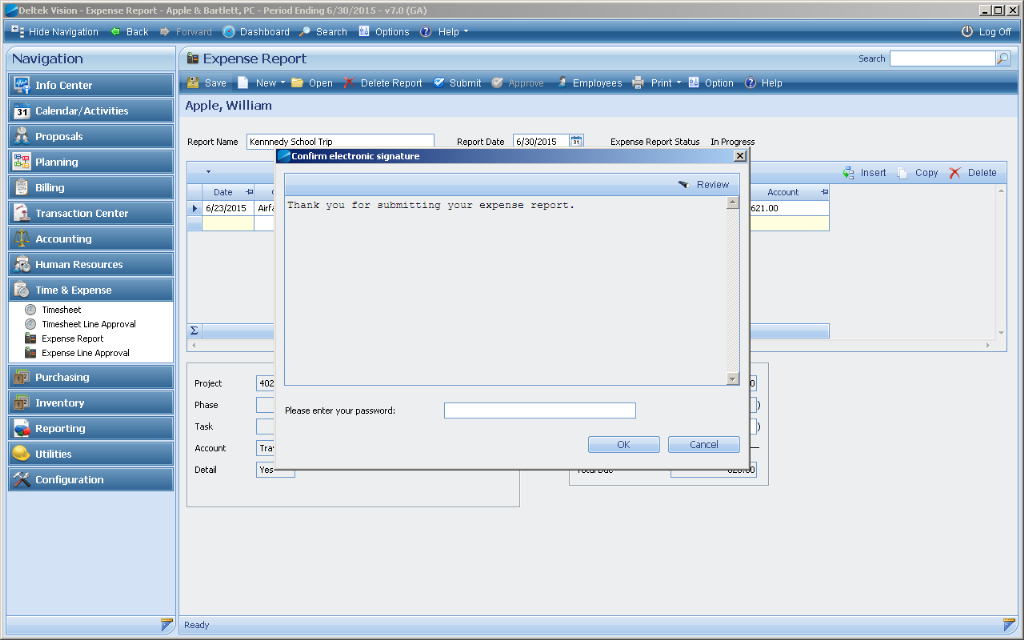 Deltek Vision - Expense Report - Apple & Bartlett, PC - Period Ending 6/30/2015 - v7.0 (GA)
Hide Navigation Back Forward Dashboard Search Options Help Log Off
Navigation
Info Center
31 Calendar/Activities
Proposals
Planning
Billing
Transaction Center
Accounting
Human Resources
Time & Expense
Timesheet
Timesheet Line Approval
Expense Report
Expense Line Approval
Purchasing
Inventory
Reporting
Utilities
Configuration
Expense Report Search
Save New Open Delete Report Submit Approve Employees Print Option Help
Apple, William
Report Name Kennnedy School Trip Report Date 6/30/2015 Expense Report Status In Progress
Insert Copy Delete
Date Account
6/23/2015 621.00
Σ
Confirm electronic signature
Review
Thank you for submitting your expense report.
Please enter your password:
OK Cancel
Project 402
Phase
Task
Account
Detail Yes
Ready